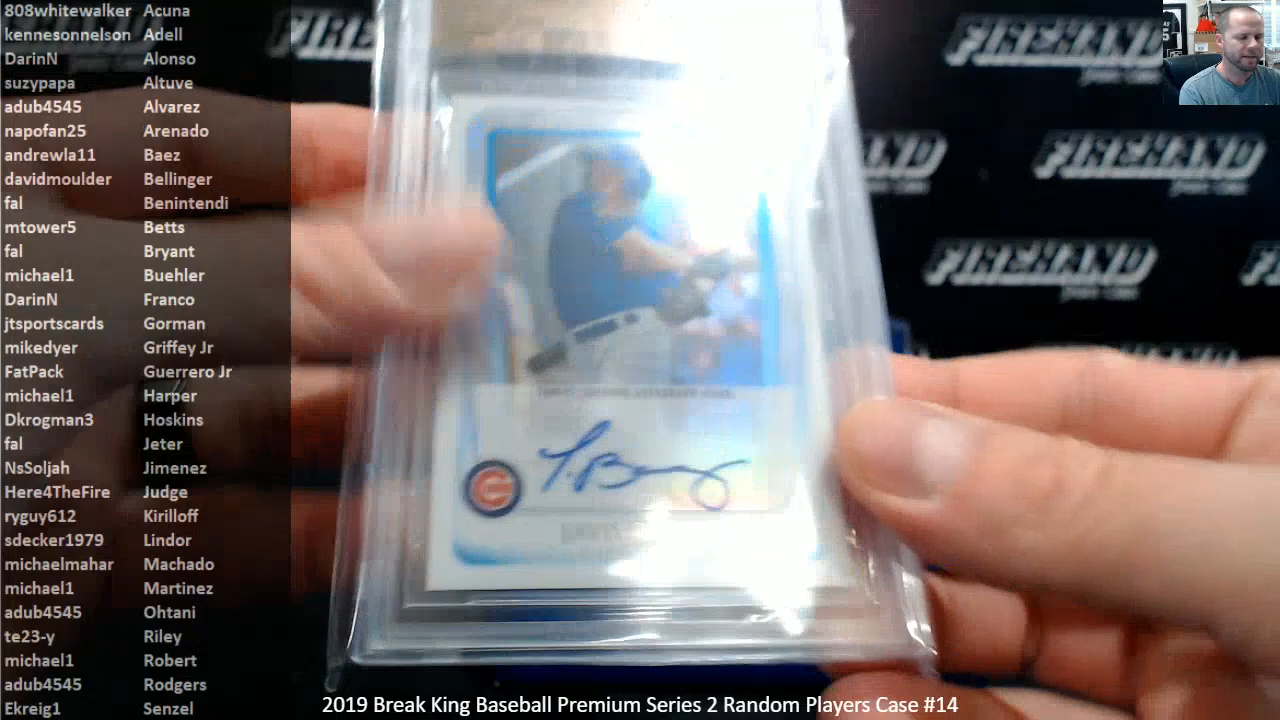 808whitewalker Acuna
kennesonnelson Adell
DarinN Alonso
suzypapa Altuve
adub4545 Alvarez
napofan25 Arenado
andrewla11 Baez
davidmoulder Bellinger
fal Benintendi
mtower5 Betts
fal Bryant
michael1 Buehler
DarinN Franco
jtsportscards Gorman
mikedyer Griffey Jr
FatPack Guerrero Jr
michael1 Harper
Dkrogman3 Hoskins
fal Jeter
NsSoljah Jimenez
Here4TheFire Judge
ryguy612 Kirilloff
sdecker1979 Lindor
michaelmahar Machado
michael1 Martinez
adub4545 Ohtani
te23-y Riley
michael1 Robert
adub4545 Rodgers
Ekreig1 Senzel
FIREHAND
FIREHAND
FIREHAND
2019 Break King Baseball Premium Series 2 Random Players Case #14